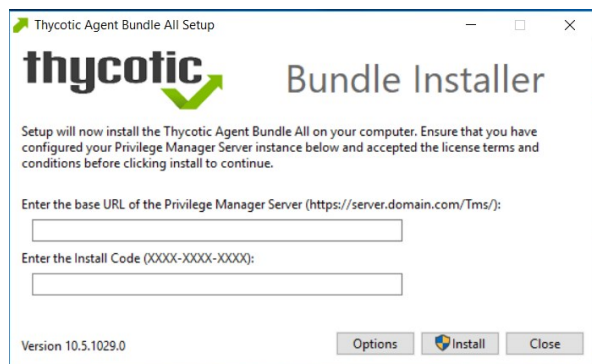 Thycotic Agent Bundle All Setup
thycotic
Bundle Installer
Setup will now install the Thycotic Agent Bundle All on your computer. Ensure that you have
configured your Privilege Manager Server instance below and accepted the license terms and
conditions before clicking install to continue.
Enter the base URL of the Privilege Manager Server (https://server.domain.com/Tms/):
Enter the Install Code (XXXX-XXXX-XXXX):
Version 10.5.1029.0
Options
Install
Close